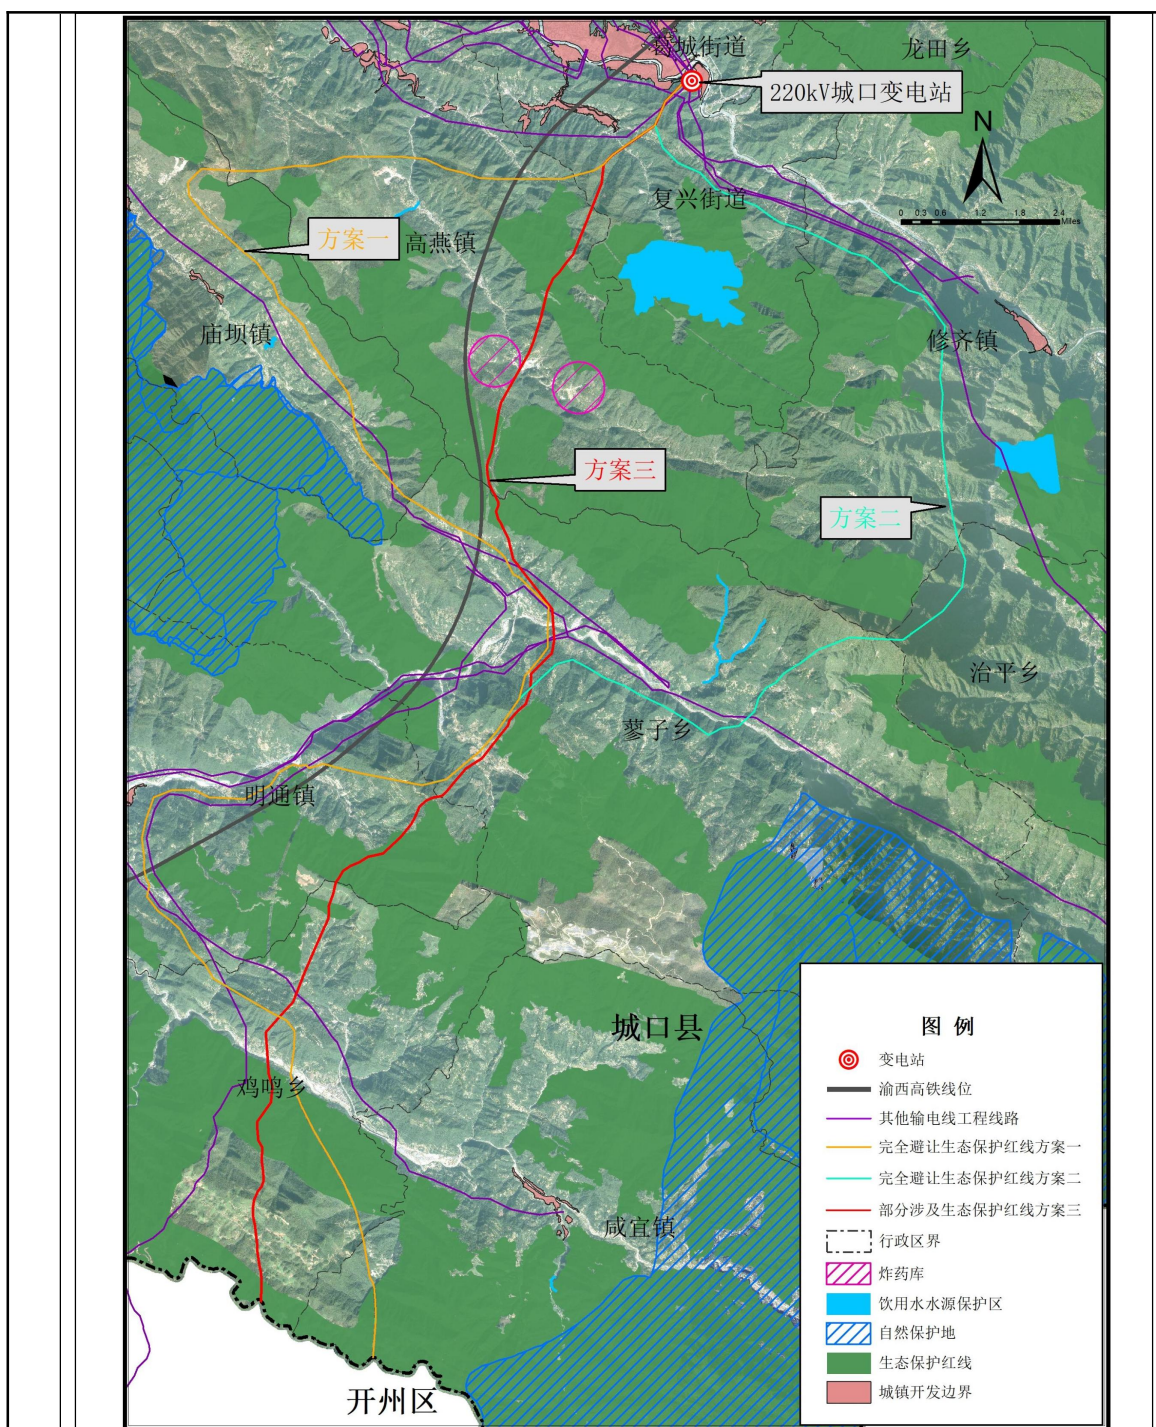 葛城街道
龙田乡
220kV城口变电站
N
复兴街道
0 0.3 0.6 1.2 1.8 2.4
Miles
方案一
高燕镇
庙坝镇
修齐镇
方案三
方案二
治平乡
蓼子乡
明通镇
城口县
鸡鸣乡
咸宜镇
开州区
图 例
变电站
渝西高铁线位
其他输电线工程线路
完全避让生态保护红线方案一
完全避让生态保护红线方案二
部分涉及生态保护红线方案三
行政区界
炸药库
饮用水水源保护区
自然保护地
生态保护红线
城镇开发边界